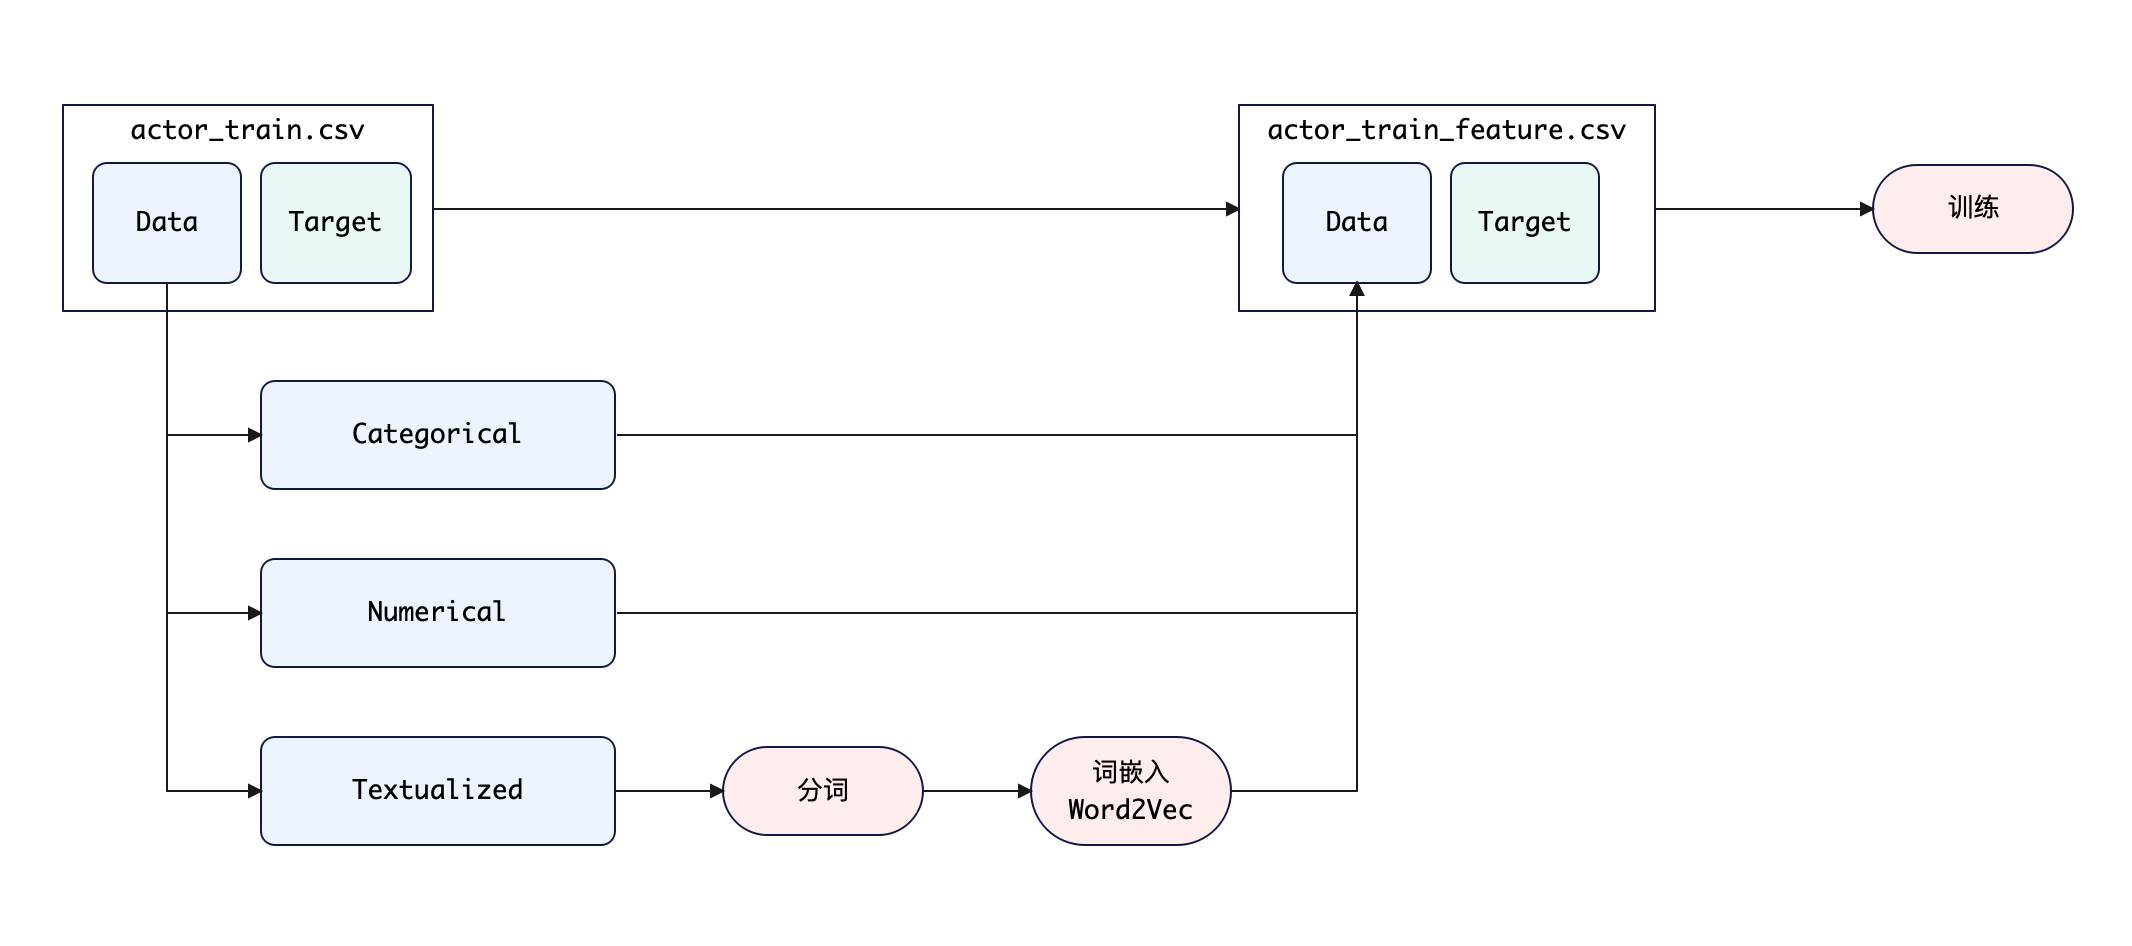 actor_train.csv
Data
Target
actor_train_feature.csv
Data
Target
训练
Categorical
Numerical
Textualized
分词
词嵌入
Word2Vec